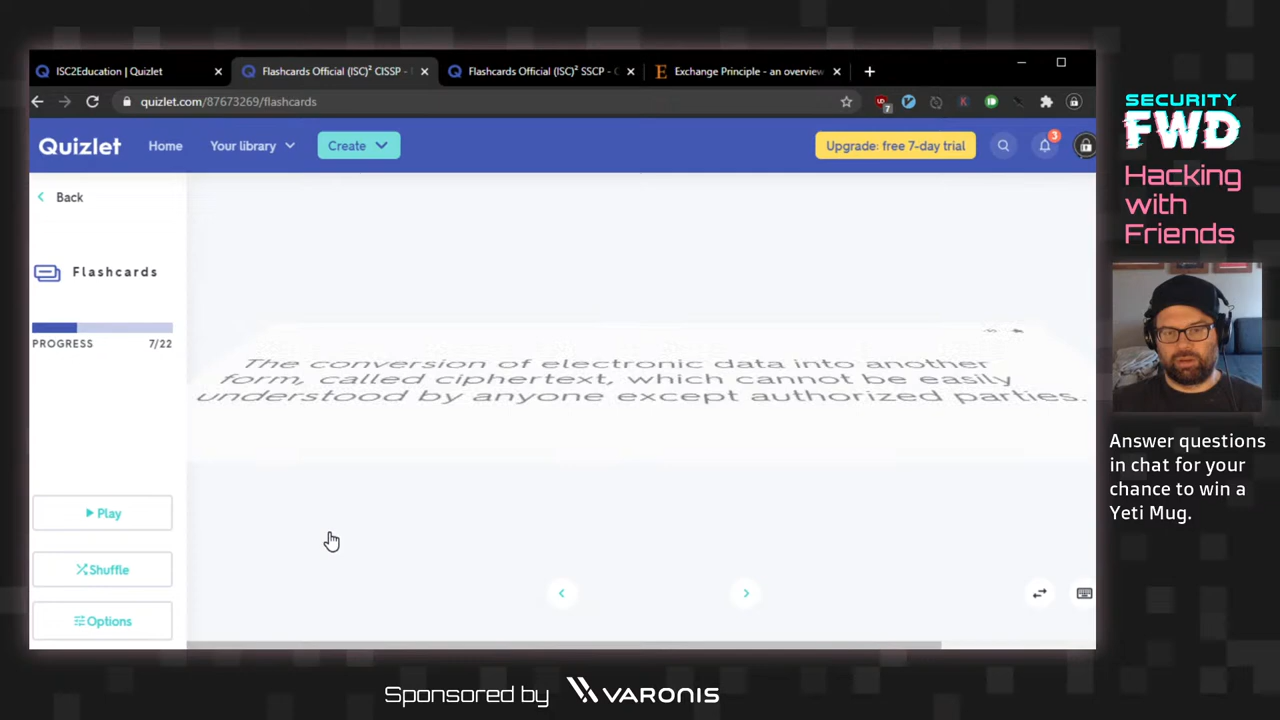 ISC2Education | Quizlet
Flashcards Official (ISC)² CISSP -
Flashcards Official (ISC)² SSCP -
Exchange Principle - an overview
quizlet.com/87673269/flashcards
7
Quizlet
Home
Your library
Create
Upgrade: free 7-day trial
3
Back
Flashcards
PROGRESS
7/22
The conversion of electronic data into another
form, called ciphertext, which cannot be easily
understood by anyone except authorized parties.
Play
Shuffle
Options
SECURITY
FWD
Hacking
with
Friends
Answer questions
in chat for your
chance to win a
Yeti Mug.
Sponsored by VARONIS